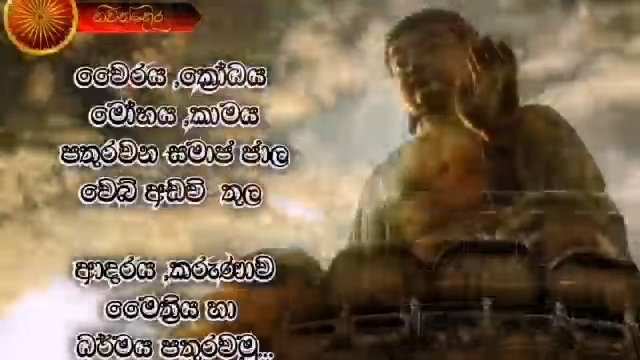 වෛරය ,ක්‍රෝධය
මෝහය ,කාමය
පතුරවන සමාජ ජාල
වෙබ් අඩවි තුල
ආදරය ,කරුණාව
මෛත්‍රිය හා
ධර්මය පතුරවමු...